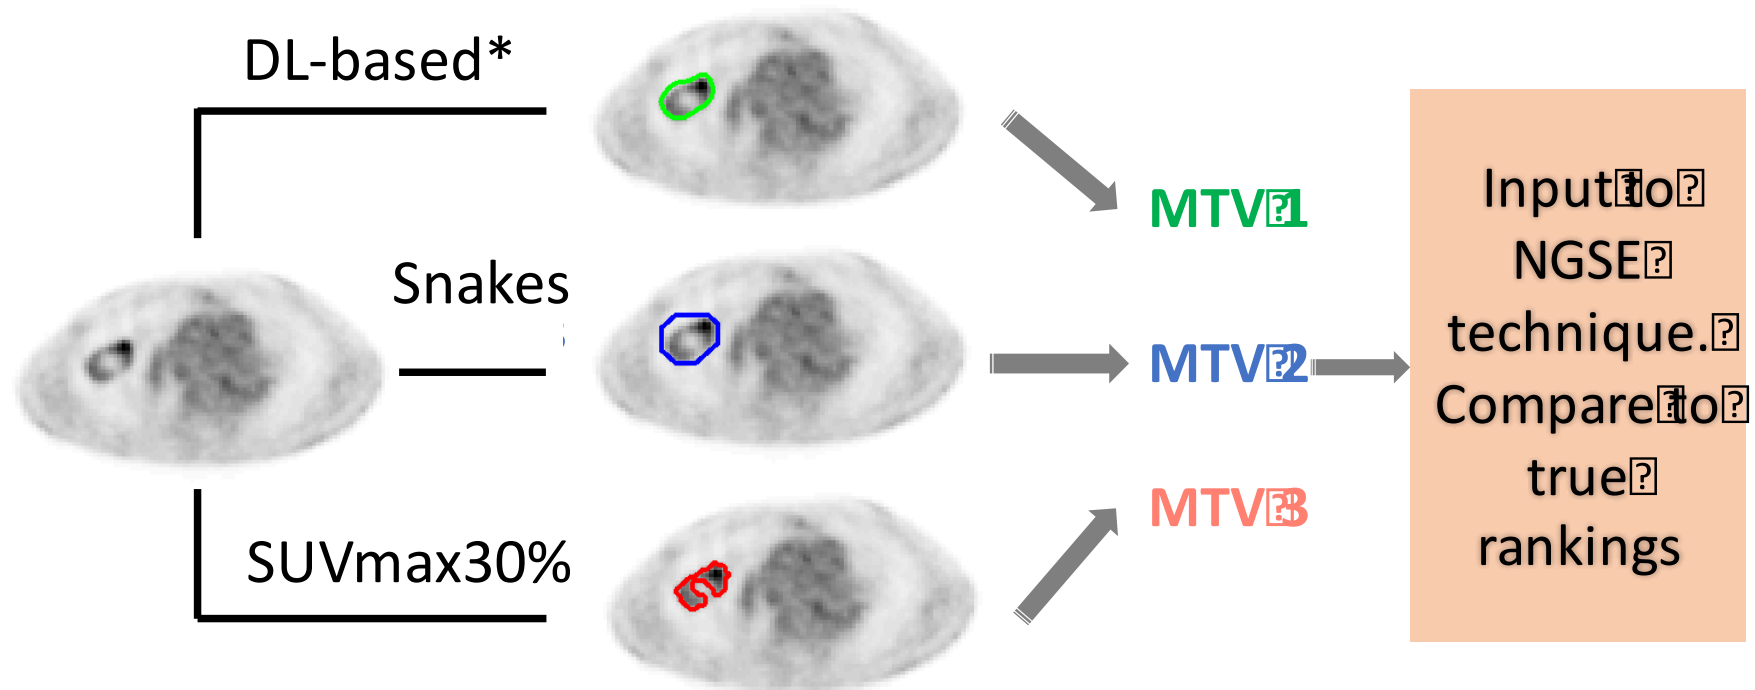 DL-based*
Snakes
SUVmax30%
MTV 1
MTV 2
MTV 3
Input to
NGSE
technique.
Compare to
true
rankings